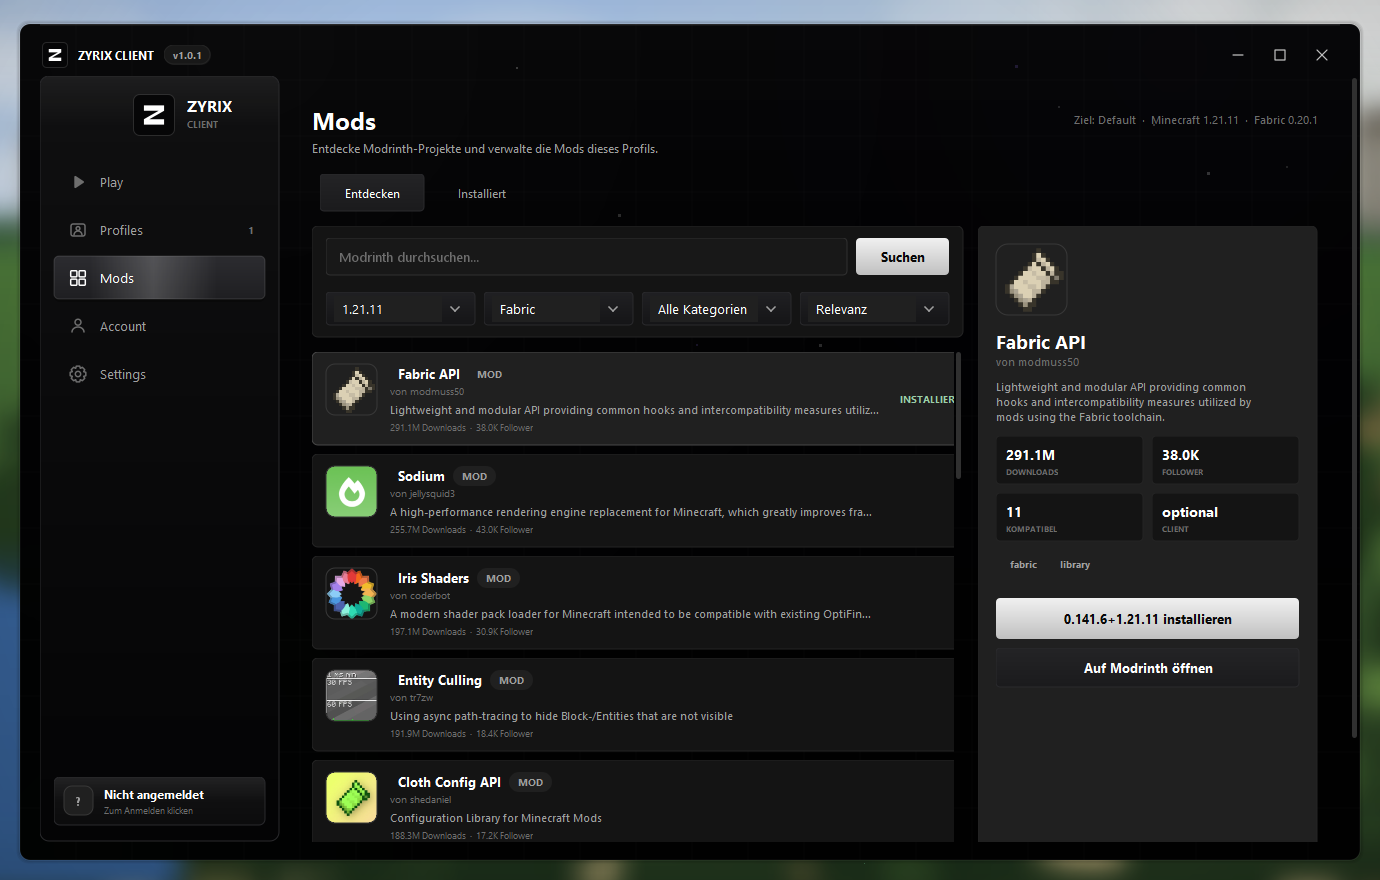 ZYRIX CLIENT v1.0.1
ZYRIX
CLIENT
Play
Profiles 1
Mods
Account
Settings
?
Nicht angemeldet
Zum Anmelden klicken
Mods
Entdecke Modrinth-Projekte und verwalte die Mods dieses Profils.
Ziel: Default · Minecraft 1.21.11 · Fabric 0.20.1
Entdecken Installiert
Modrinth durchsuchen... Suchen
1.21.11 Fabric Alle Kategorien Relevanz
Fabric API MOD
von modmuss50
Lightweight and modular API providing common hooks and intercompatibility measures utiliz...
INSTALLIER
291.1M Downloads · 38.0K Follower
Sodium MOD
von jellysquid3
A high-performance rendering engine replacement for Minecraft, which greatly improves fra...
255.7M Downloads · 43.0K Follower
Iris Shaders MOD
von coderbot
A modern shader pack loader for Minecraft intended to be compatible with existing OptiFin...
197.1M Downloads · 30.9K Follower
30 FPS
60 FPS
Entity Culling MOD
von tr7zw
Using async path-tracing to hide Block-/Entities that are not visible
191.9M Downloads · 18.4K Follower
Cloth Config API MOD
von shedaniel
Configuration Library for Minecraft Mods
188.3M Downloads · 17.2K Follower
Fabric API
von modmuss50
Lightweight and modular API providing common
hooks and intercompatibility measures utilized by
mods using the Fabric toolchain.
291.1M
DOWNLOADS
38.0K
FOLLOWER
11
KOMPATIBEL
optional
CLIENT
fabric library
0.141.6+1.21.11 installieren
Auf Modrinth öffnen